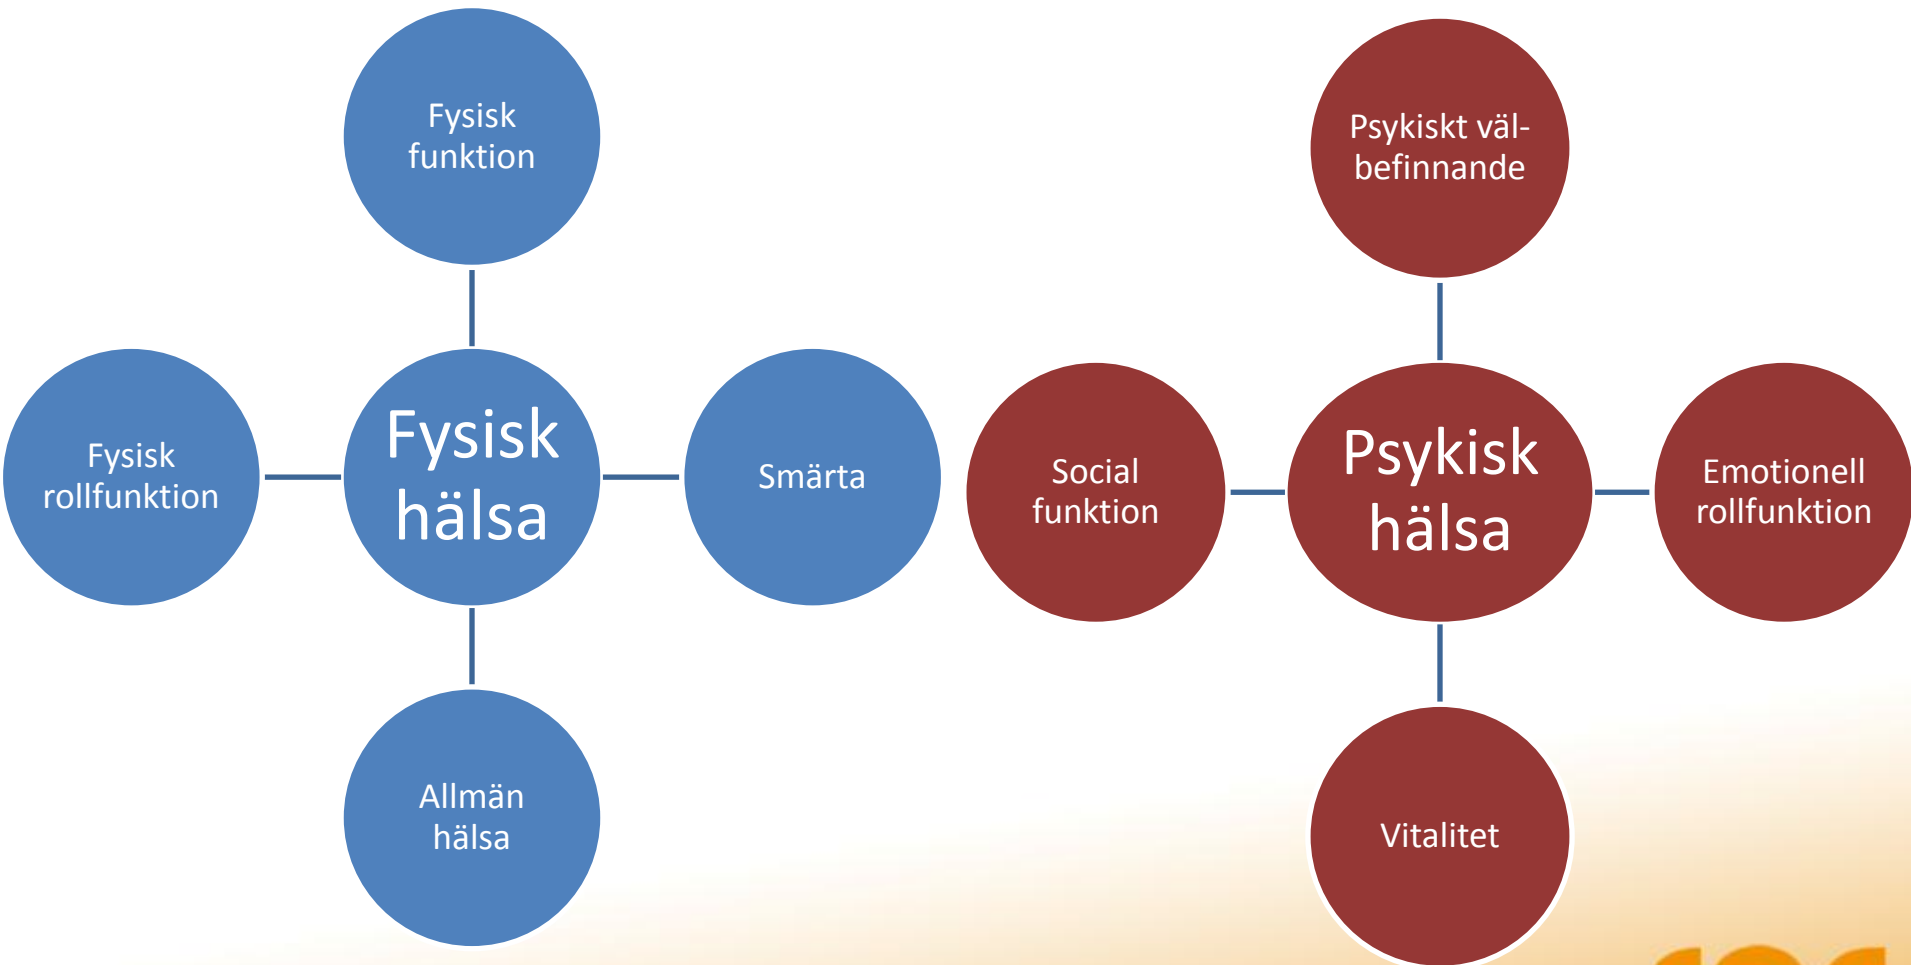 Fysisk
funktion
Fysisk
rollfunktion
Fysisk
hälsa
Smärta
Allmän
hälsa
Psykiskt väl-
befinnande
Social
funktion
Psykisk
hälsa
Emotionell
rollfunktion
Vitalitet